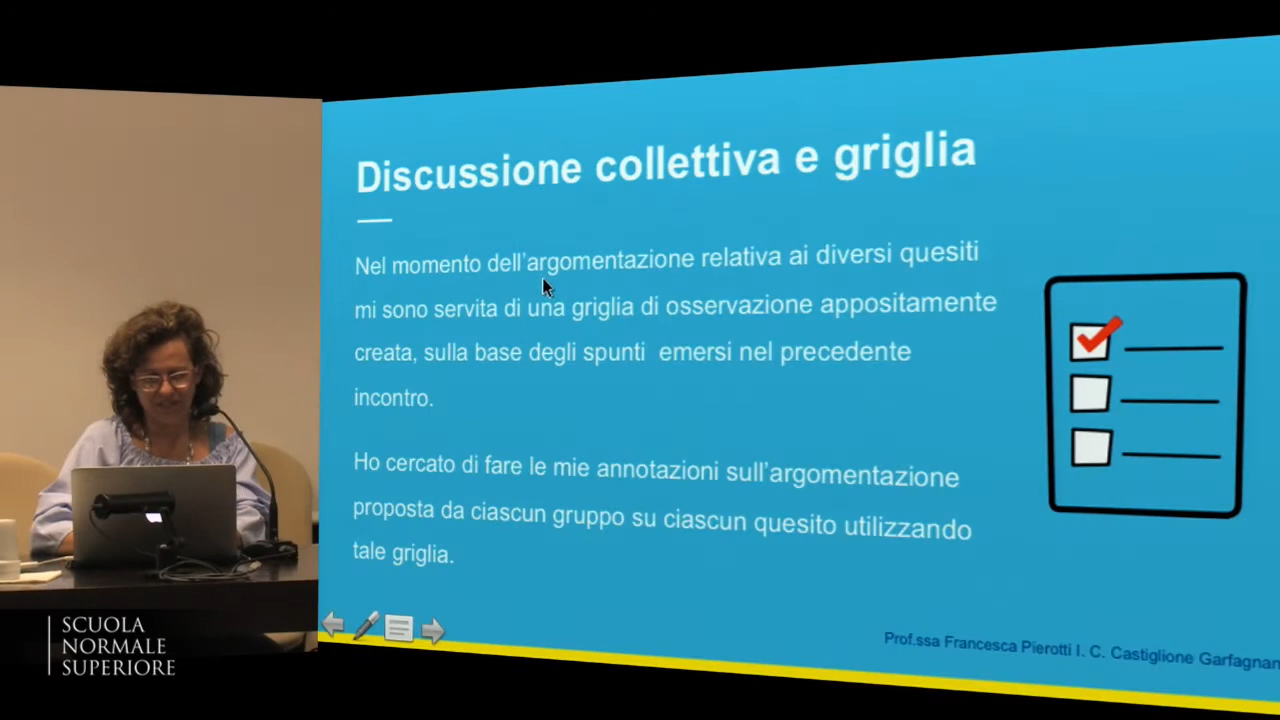 Discussione collettiva e griglia
Nel momento dell'argomentazione relativa ai diversi quesiti
mi sono servita di una griglia di osservazione appositamente
creata, sulla base degli spunti emersi nel precedente
incontro.
Ho cercato di fare le mie annotazioni sull'argomentazione
proposta da ciascun gruppo su ciascun quesito utilizzando
tale griglia.
Prof.ssa Francesca Pierotti I. C. Castiglione Garfagnan
SCUOLA
NORMALE
SUPERIORE